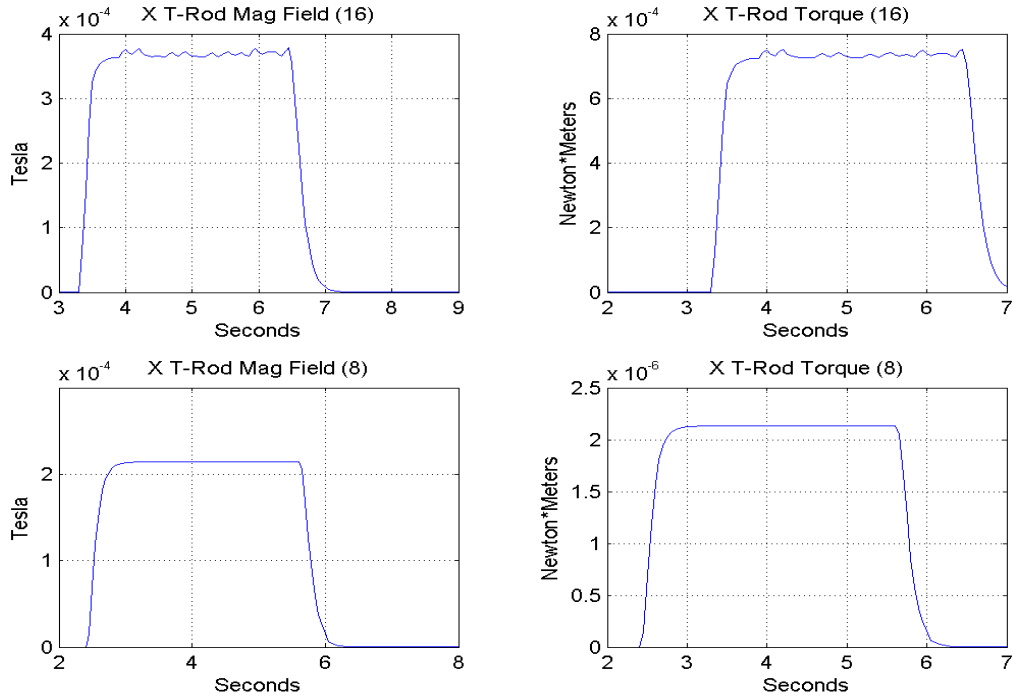 X T-Rod Mag Field (16)
x 10⁻⁴
4
3
2
1
0
Tesla
3 4 5 6 7 8 9
Seconds
X T-Rod Torque (16)
x 10⁻⁴
8
6
4
2
0
Newton*Meters
2 3 4 5 6 7
Seconds
X T-Rod Mag Field (8)
x 10⁻⁴
2
1
0
Tesla
2 4 6 8
Seconds
X T-Rod Torque (8)
x 10⁻⁶
2.5
2
1.5
1
0.5
0
Newton*Meters
2 3 4 5 6 7
Seconds